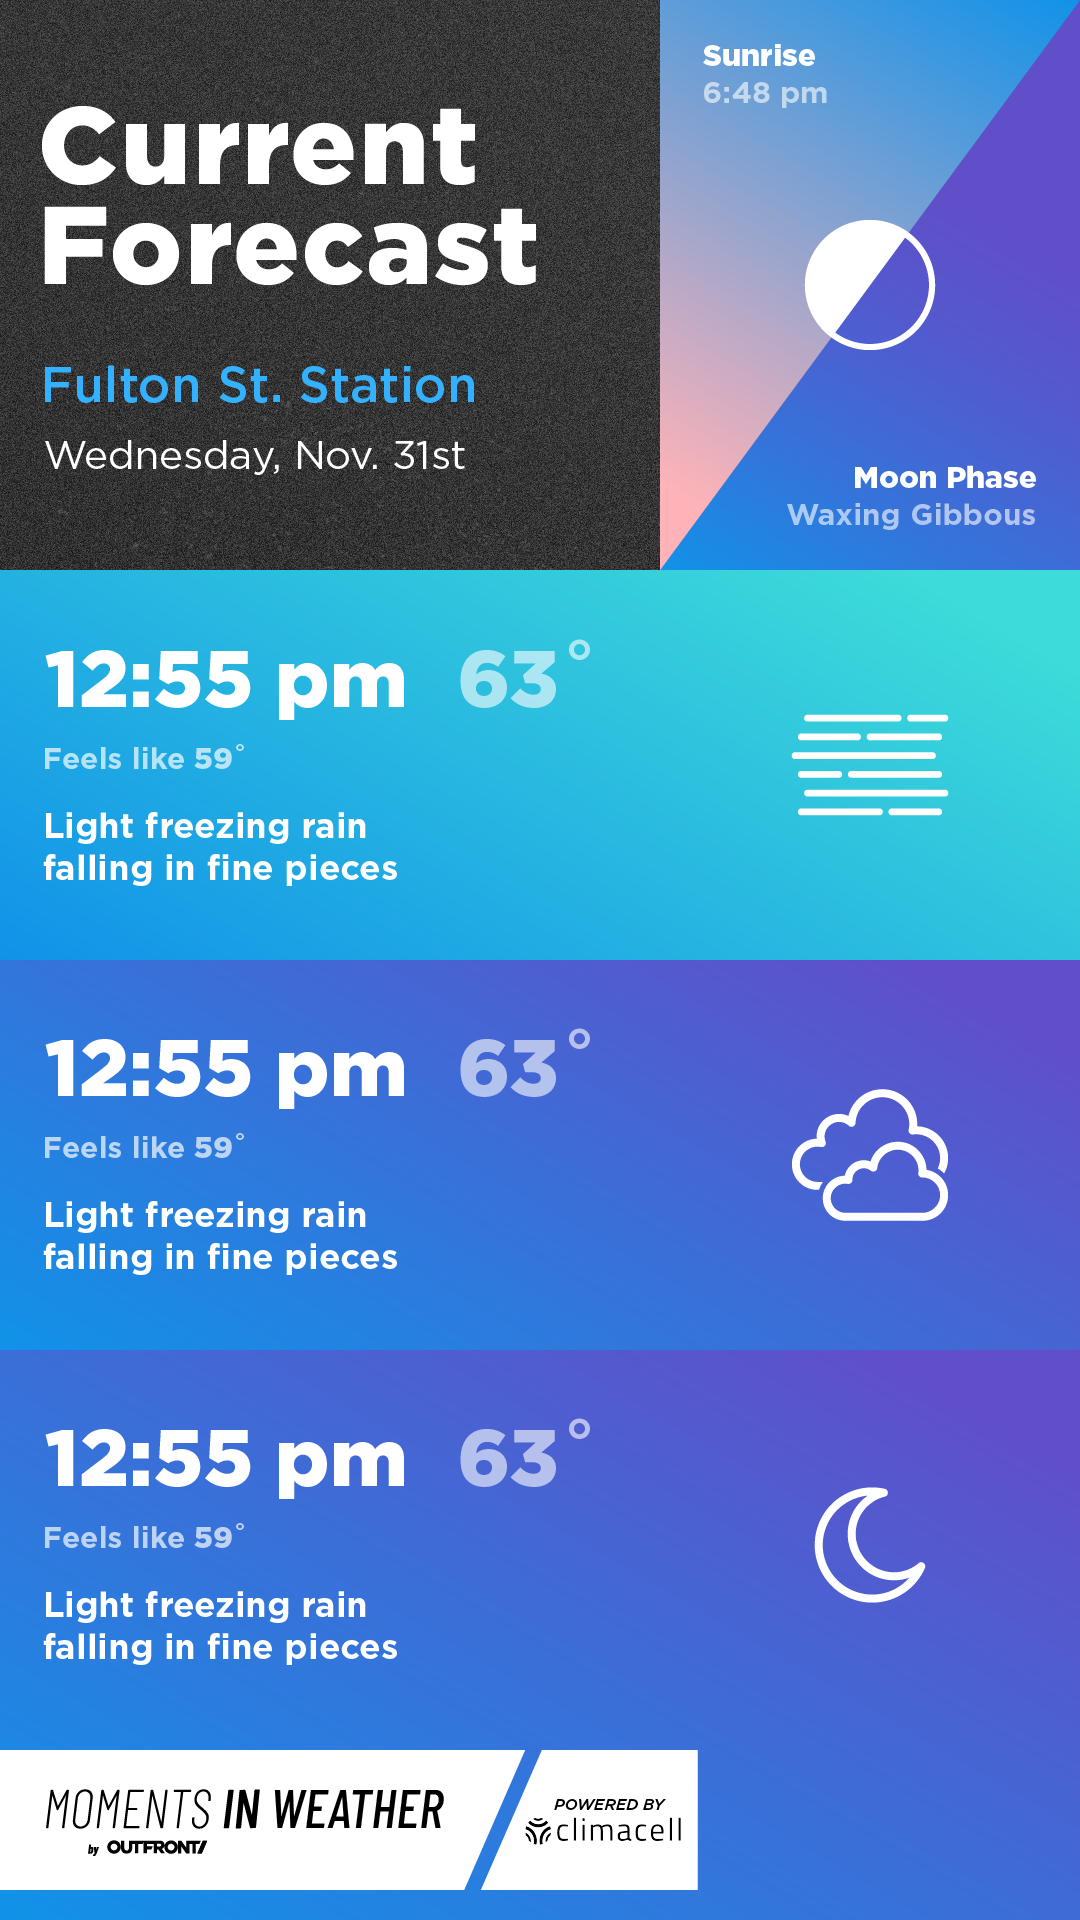 Current
Forecast
Fulton St. Station
Wednesday, Nov. 31st
Sunrise
6:48 pm
Moon Phase
Waxing Gibbous
12:55 pm 63°
Feels like 59°
Light freezing rain
falling in fine pieces
12:55 pm 63°
Feels like 59°
Light freezing rain
falling in fine pieces
12:55 pm 63°
Feels like 59°
Light freezing rain
falling in fine pieces
MOMENTS IN WEATHER
by OUTFRONT/
POWERED BY
climacell